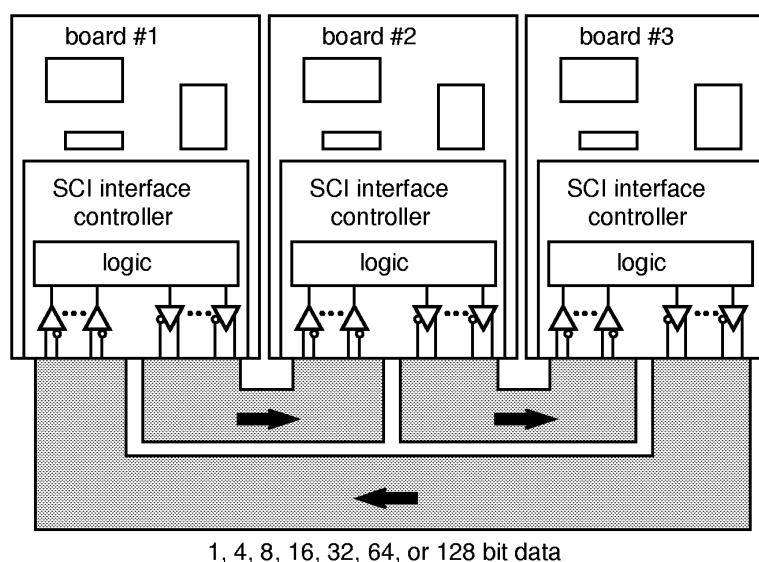 board #1
board #2
board #3
SCI interface
controller
SCI interface
controller
SCI interface
controller
logic
logic
logic
1, 4, 8, 16, 32, 64, or 128 bit data